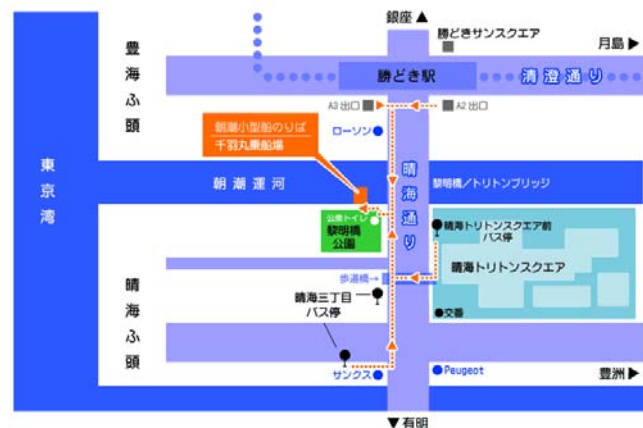 銀座▲
勝どきサンスクエア
月島▶
豊海ふ頭
勝どき駅
清澄通り
A3出口
A2出口
ローソン
朝潮小型船のりば
千羽丸乗船場
東京湾
朝潮運河
晴海通り
黎明橋／トリトンブリッジ
公衆トイレ
黎明橋
公園
晴海トリトンスクエア前
バス停
晴海トリトンスクエア
歩道橋→
晴海三丁目
バス停
晴海ふ頭
交番
サンクス
Peugeot
豊洲▶
▼有明